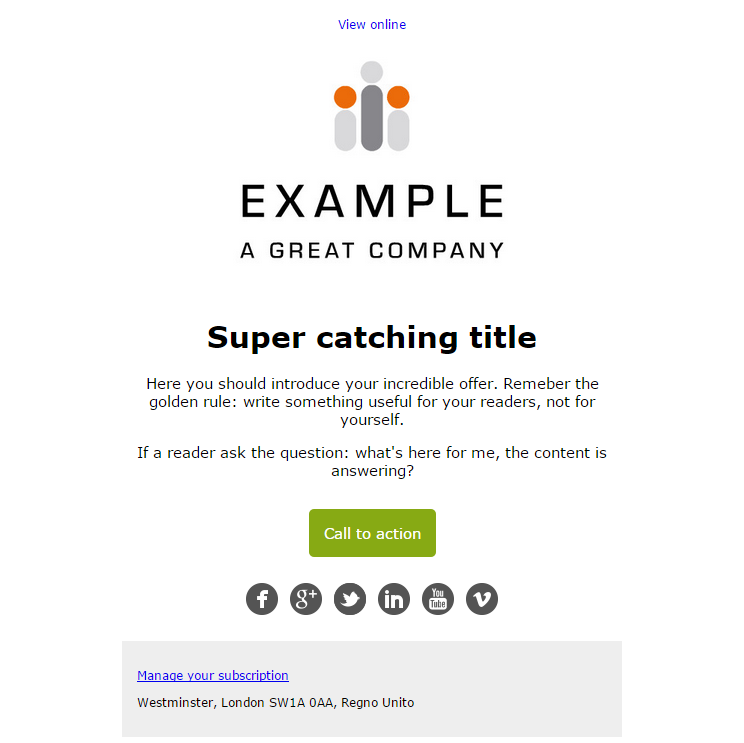 View online
EXAMPLE
A GREAT COMPANY
Super catching title
Here you should introduce your incredible offer. Remeber the
golden rule: write something useful for your readers, not for
yourself.
If a reader ask the question: what's here for me, the content is
answering?
Call to action
f g+ in You Tube v
Manage your subscription
Westminster, London SW1A 0AA, Regno Unito